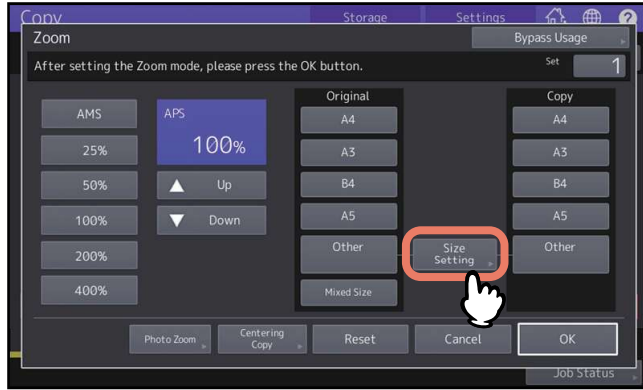 Copy
Storage
Settings
?
Zoom
Bypass Usage
After setting the Zoom mode, please press the OK button.
Set
1
Original
Copy
AMS
25%
50%
100%
200%
400%
APS
100%
Up
Down
A4
A3
B4
A5
Other
Mixed Size
Size
Setting
A4
A3
B4
A5
Other
Photo Zoom
Centering
Copy
Reset
Cancel
OK
Job Status